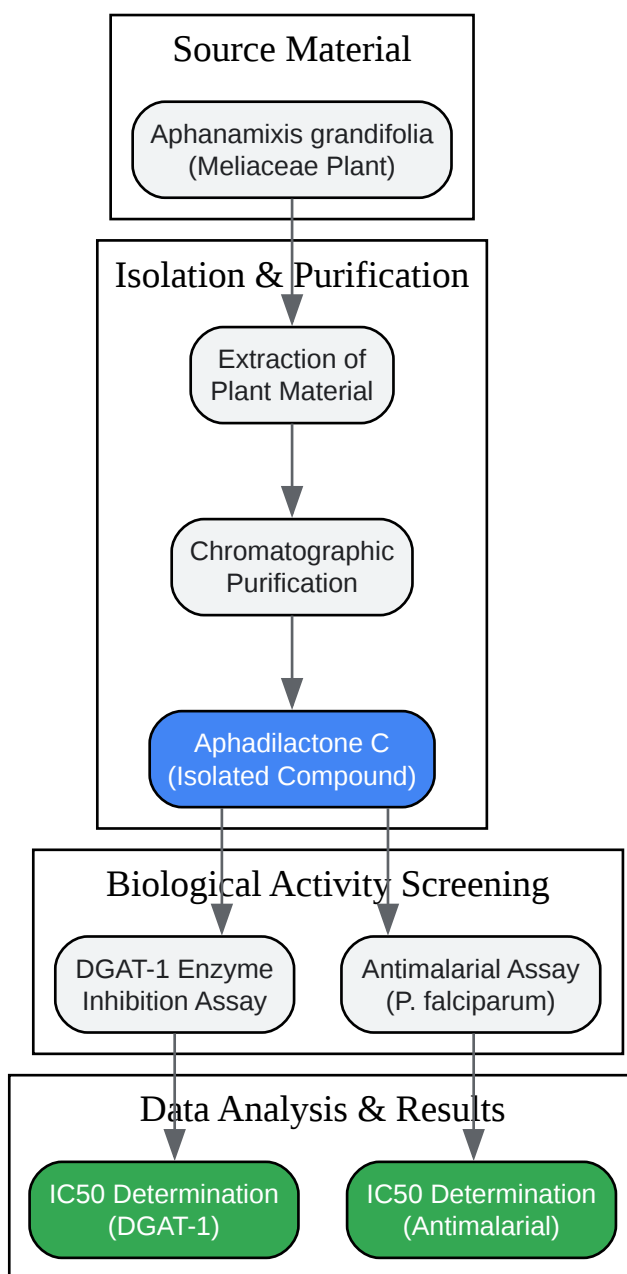 Source Material
Aphanamixis grandifolia
(Meliaceae Plant)
Isolation & Purification
Extraction of
Plant Material
Chromatographic
Purification
Aphadilactone C
(Isolated Compound)
Biological Activity Screening
DGAT-1 Enzyme
Inhibition Assay
Antimalarial Assay
(P. falciparum)
Data Analysis & Results
IC50 Determination
(DGAT-1)
IC50 Determination
(Antimalarial)